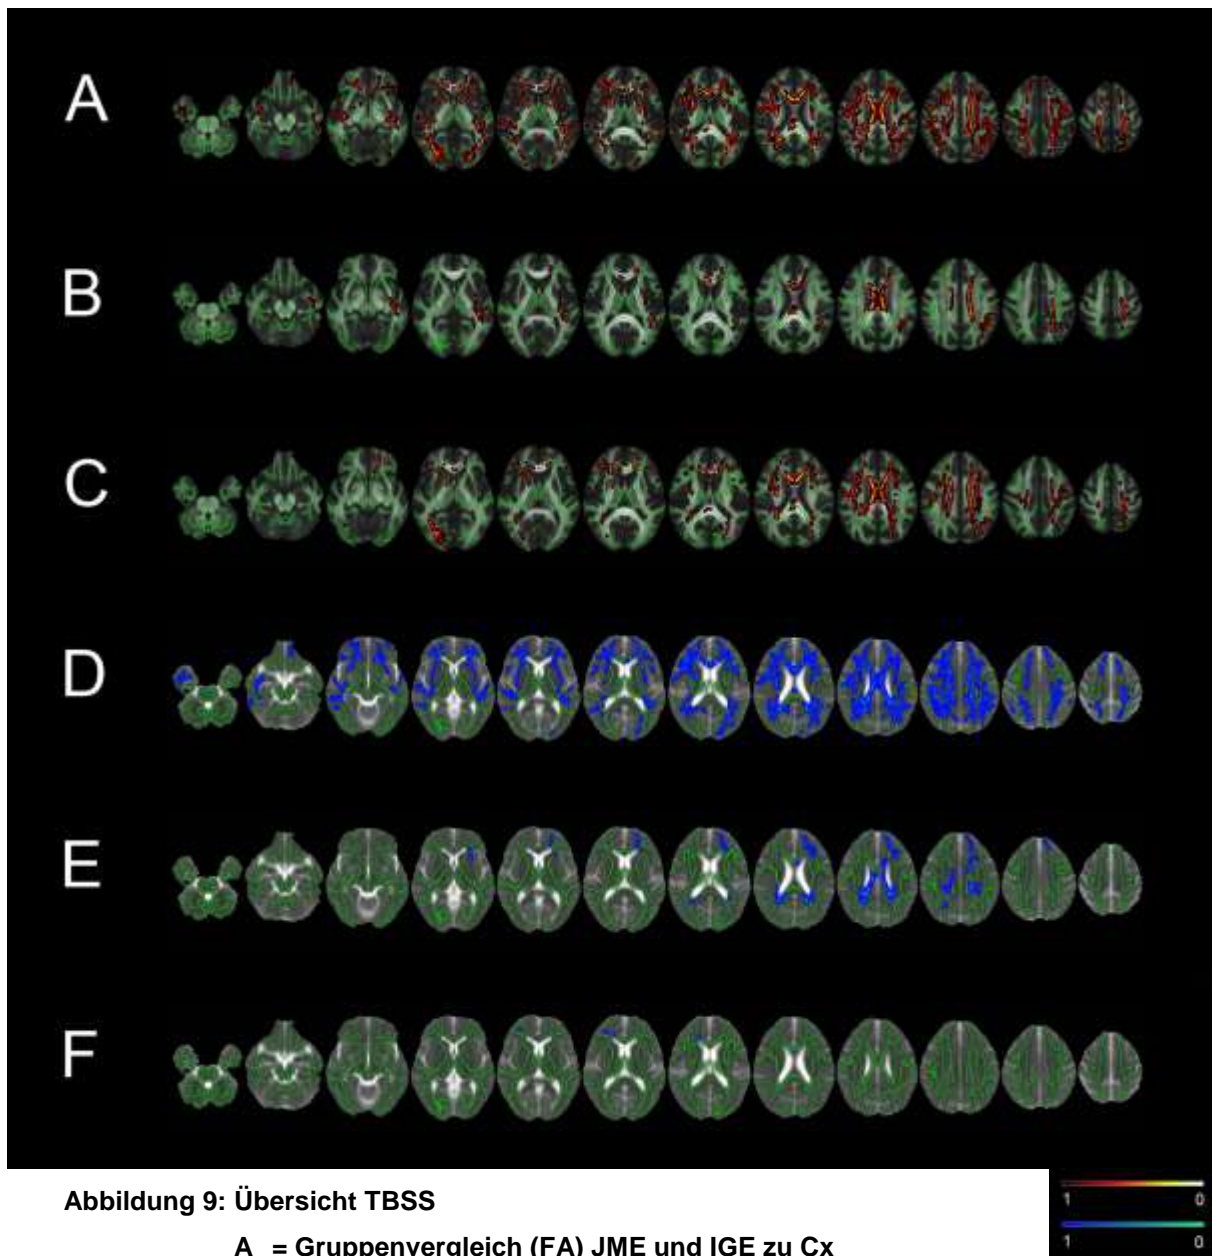 A
B
C
D
E
F
1 0
1 0
Abbildung 9: Übersicht TBSS
A = Gruppenvergleich (FA) JME und IGE zu Cx